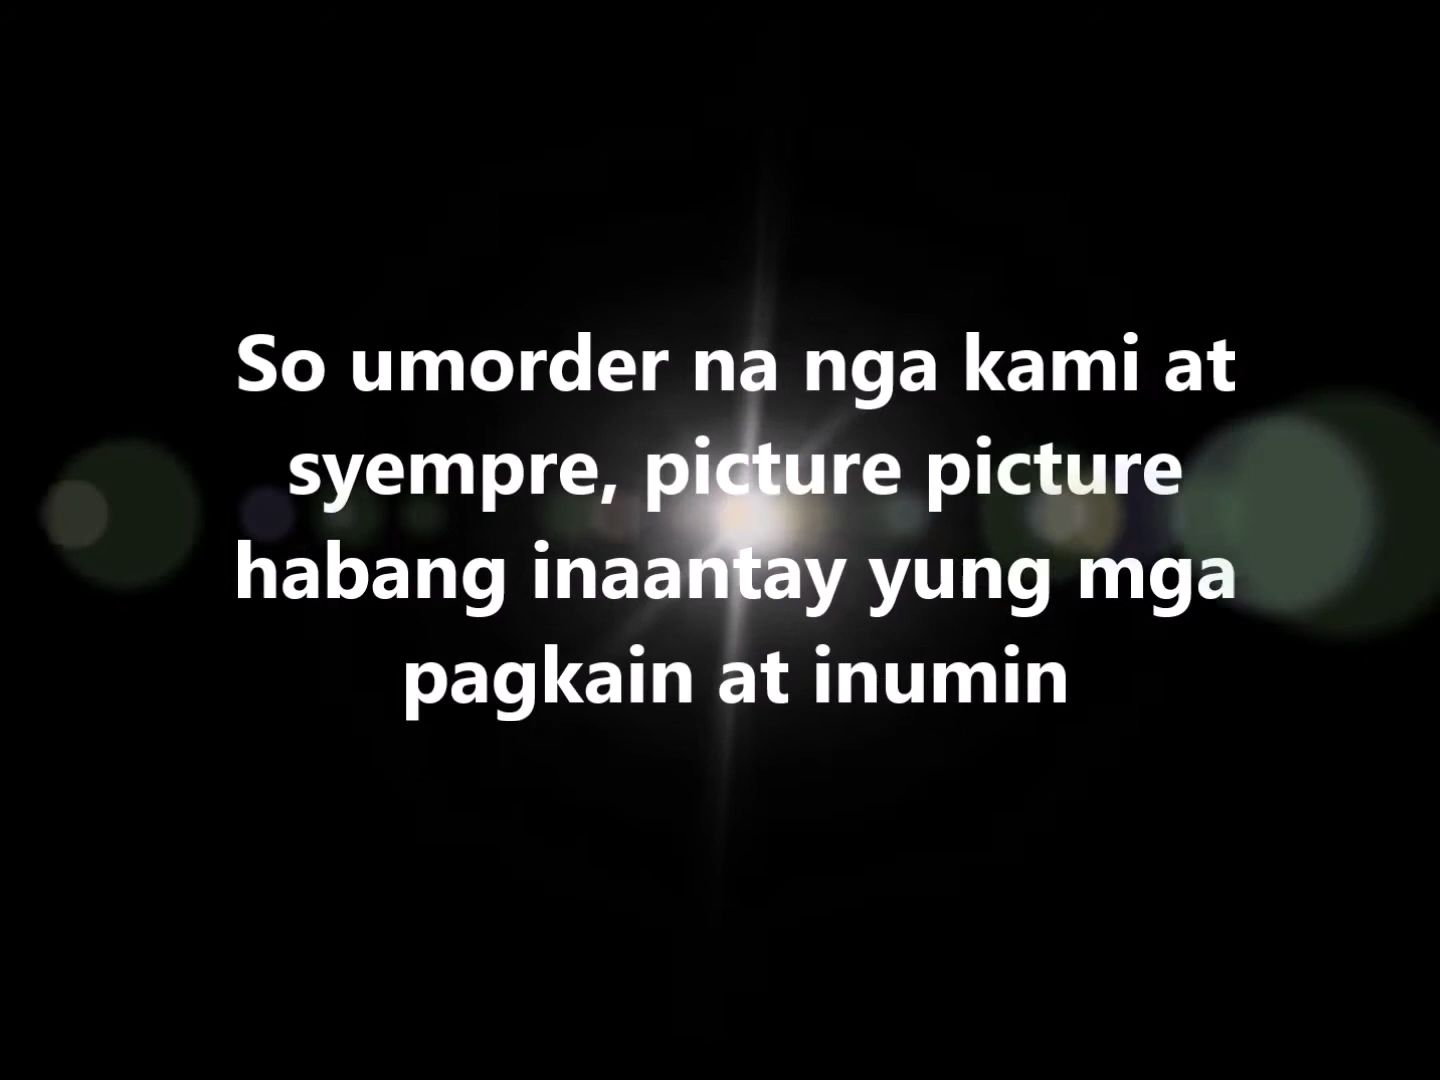 So umorder na nga kami at
syempre, picture picture
habang inaantay yung mga
pagkain at inumin